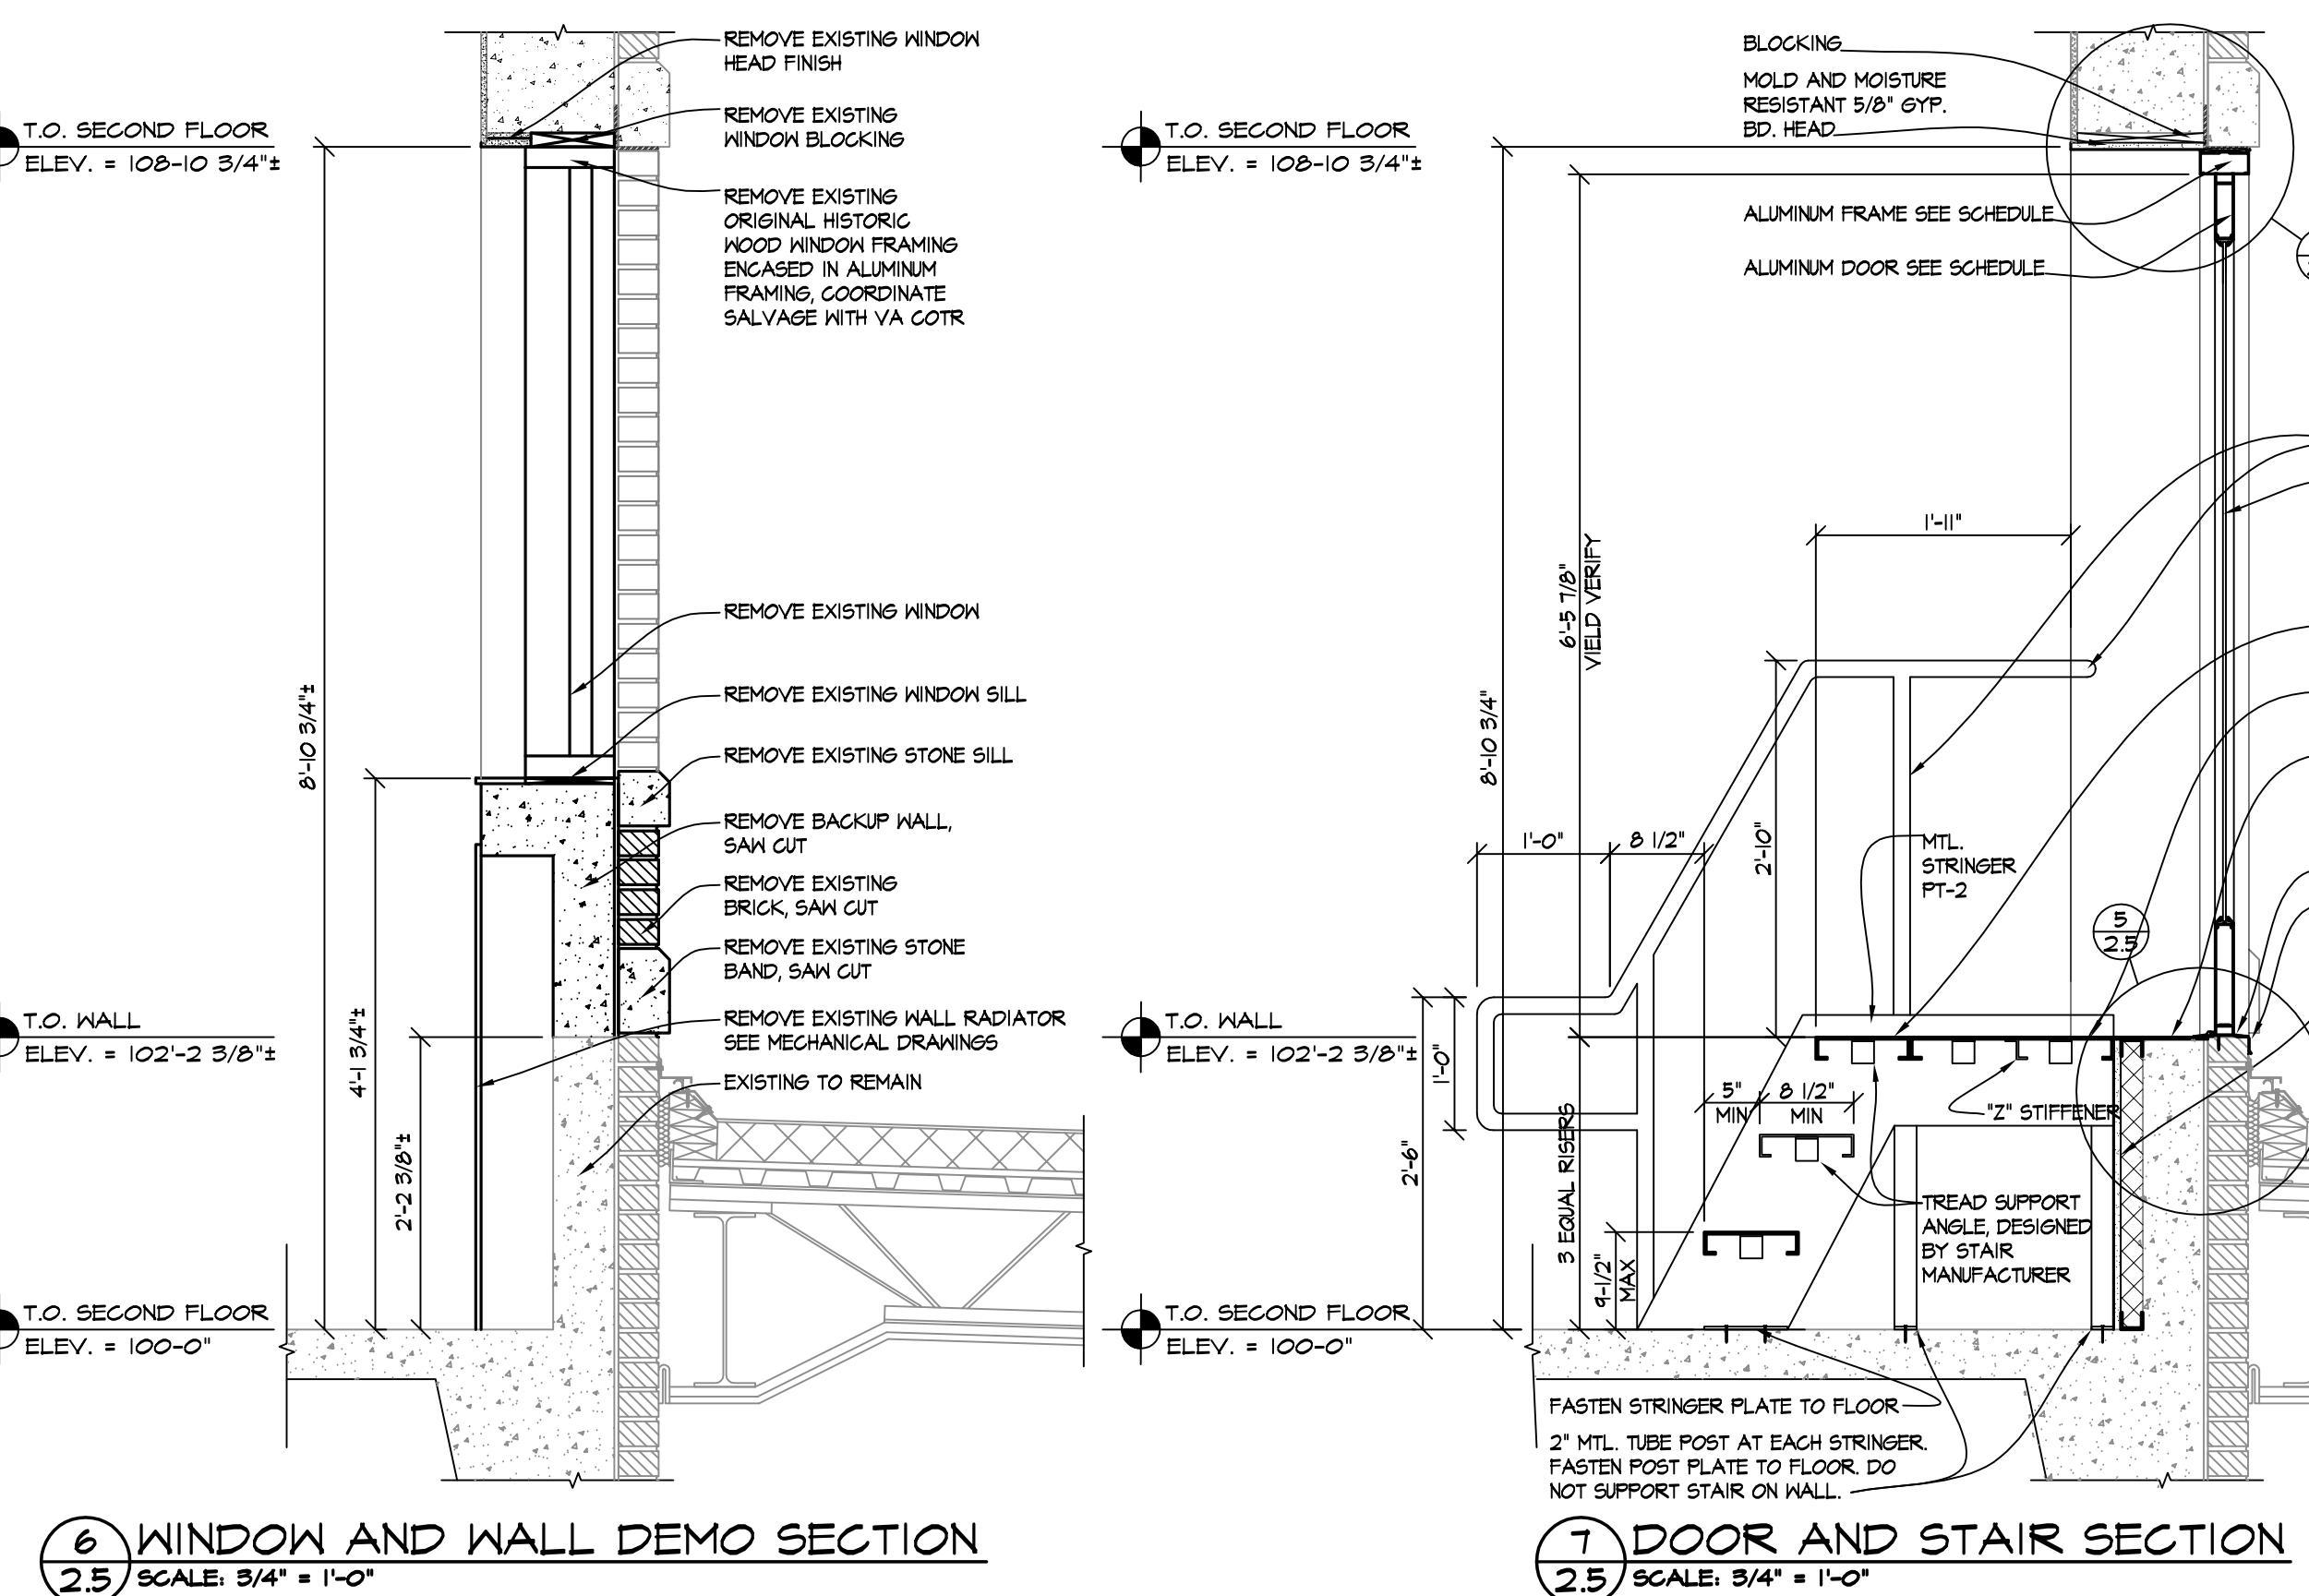 REMOVE EXISTING WINDOW
HEAD FINISH
REMOVE EXISTING
WINDOW BLOCKING
T.O. SECOND FLOOR
ELEV. = 108-10 3/4"±
REMOVE EXISTING
ORIGINAL HISTORIC
WOOD WINDOW FRAMING
ENCASED IN ALUMINUM
FRAMING, COORDINATE
SALVAGE WITH VA COTR
REMOVE EXISTING WINDOW
REMOVE EXISTING WINDOW SILL
8'-10 3/4"±
REMOVE EXISTING STONE SILL
REMOVE BACKUP WALL,
SAW CUT
REMOVE EXISTING
BRICK, SAW CUT
REMOVE EXISTING STONE
BAND, SAW CUT
T.O. WALL
ELEV. = 102'-2 3/8"±
4'-1 3/4"±
REMOVE EXISTING WALL RADIATOR
SEE MECHANICAL DRAWINGS
EXISTING TO REMAIN
2'-2 3/8"±
T.O. SECOND FLOOR
ELEV. = 100-0"
6
2.5
WINDOW AND WALL DEMO SECTION
SCALE: 3/4" = 1'-0"
BLOCKING
MOLD AND MOISTURE
RESISTANT 5/8" GYP.
BD. HEAD
T.O. SECOND FLOOR
ELEV. = 108-10 3/4"±
ALUMINUM FRAME SEE SCHEDULE
ALUMINUM DOOR SEE SCHEDULE
1'-11"
6'-5 7/8"
VIELD VERIFY
8'-10 3/4"
1'-0"
8 1/2"
2'-10"
MTL.
STRINGER
PT-2
5
2.5
T.O. WALL
ELEV. = 102'-2 3/8"±
1'-0"
5"
MIN
8 1/2"
MIN
"Z" STIFFENER
2'-6"
3 EQUAL RISERS
TREAD SUPPORT
ANGLE, DESIGNED
BY STAIR
MANUFACTURER
9-1/2"
MAX
T.O. SECOND FLOOR
ELEV. = 100-0"
FASTEN STRINGER PLATE TO FLOOR
2" MTL. TUBE POST AT EACH STRINGER.
FASTEN POST PLATE TO FLOOR. DO
NOT SUPPORT STAIR ON WALL.
7
2.5
DOOR AND STAIR SECTION
SCALE: 3/4" = 1'-0"